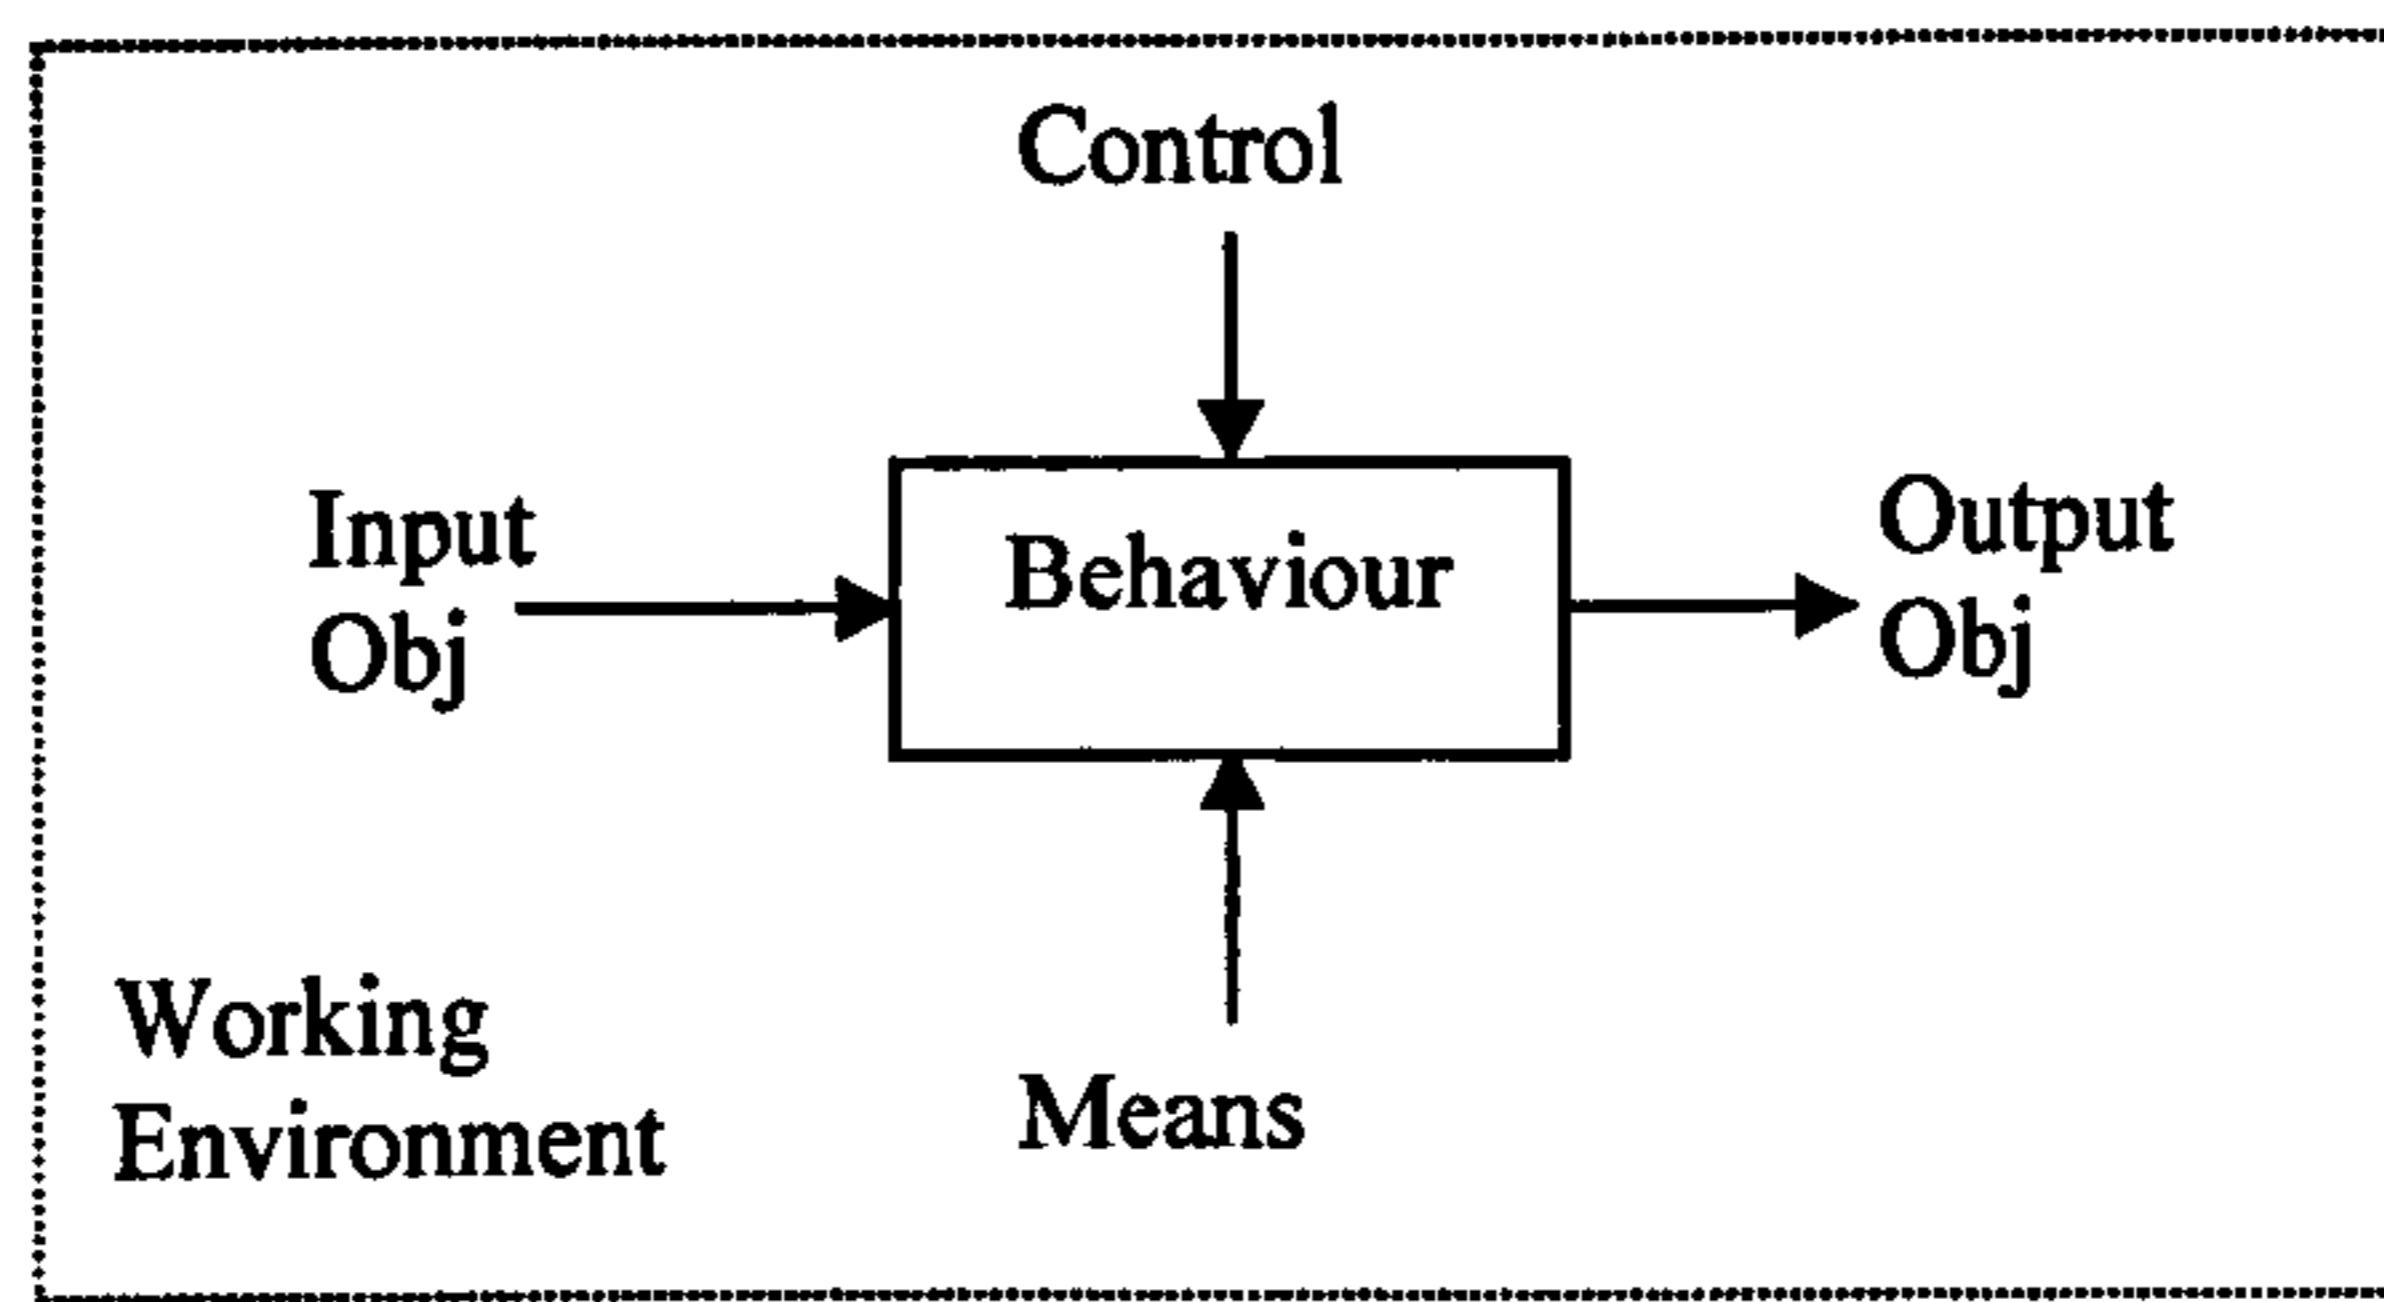 Control
Input
Obj
Behaviour
Output
Obj
Working
Environment
Means